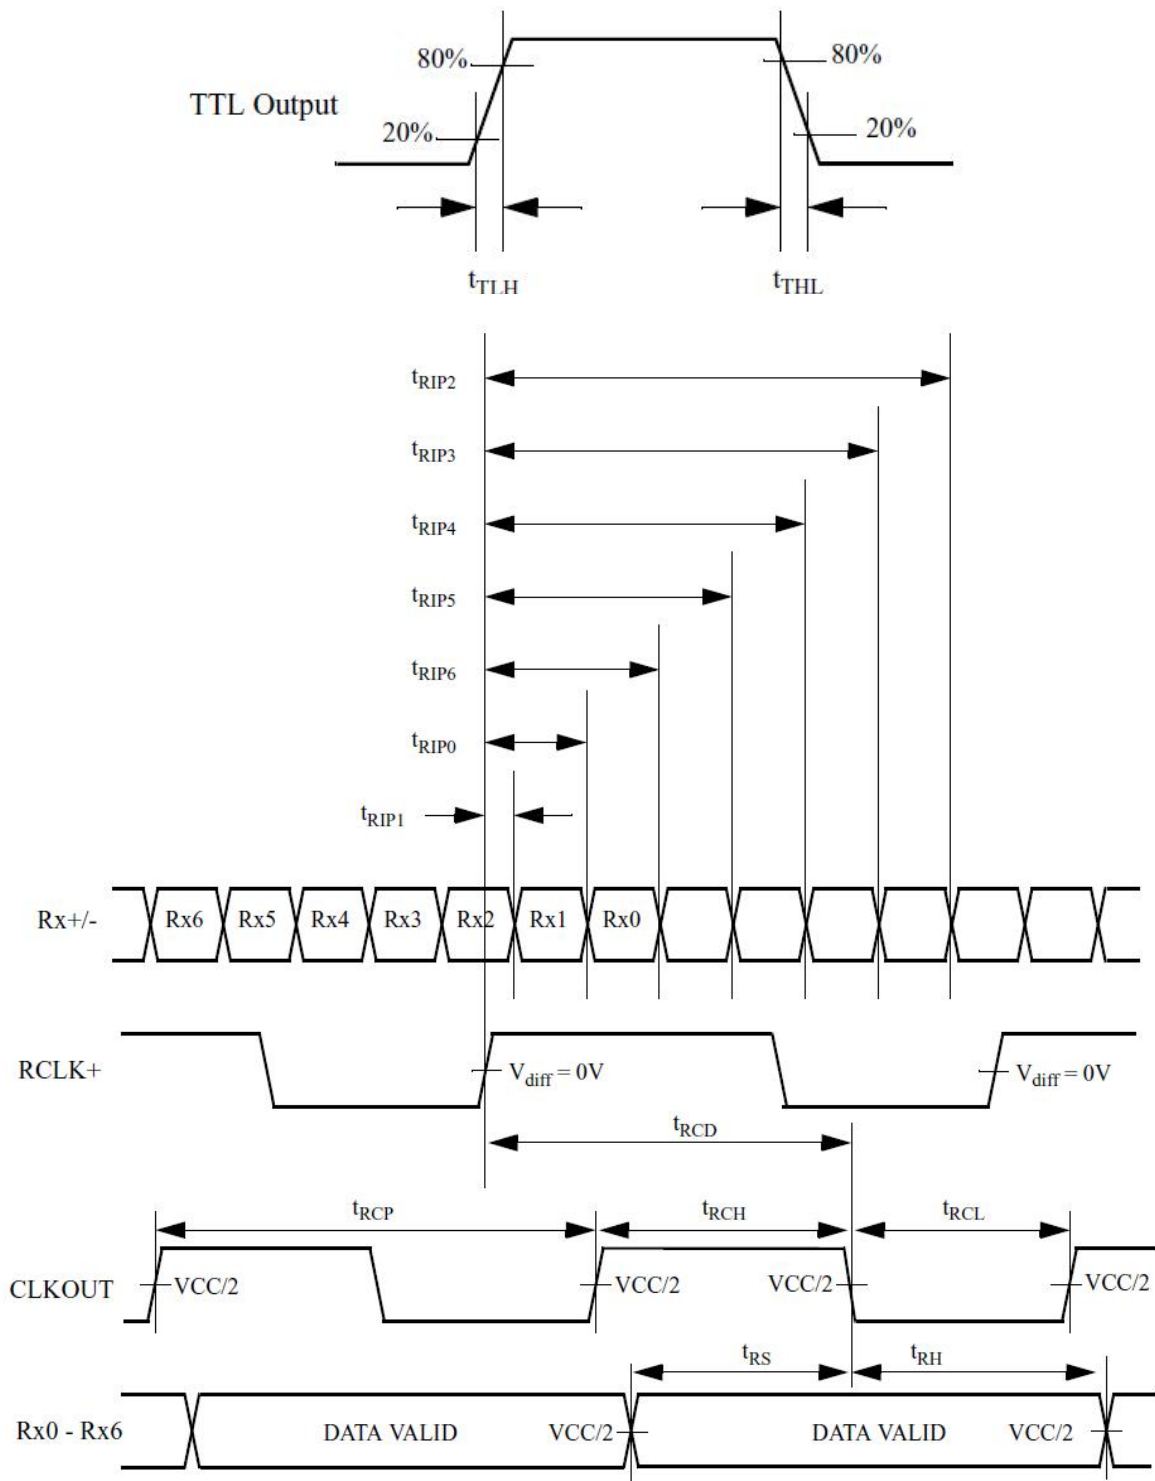 80%
80%
TTL Output
20%
20%
tTLH
tTHL
tRIP2
tRIP3
tRIP4
tRIP5
tRIP6
tRIP0
tRIP1
Rx+/-
Rx6
Rx5
Rx4
Rx3
Rx2
Rx1
Rx0
RCLK+
Vdiff = 0V
Vdiff = 0V
tRCD
tRCP
tRCH
tRCL
CLKOUT
VCC/2
VCC/2
VCC/2
VCC/2
tRS
tRH
Rx0 - Rx6
DATA VALID
VCC/2
DATA VALID
VCC/2